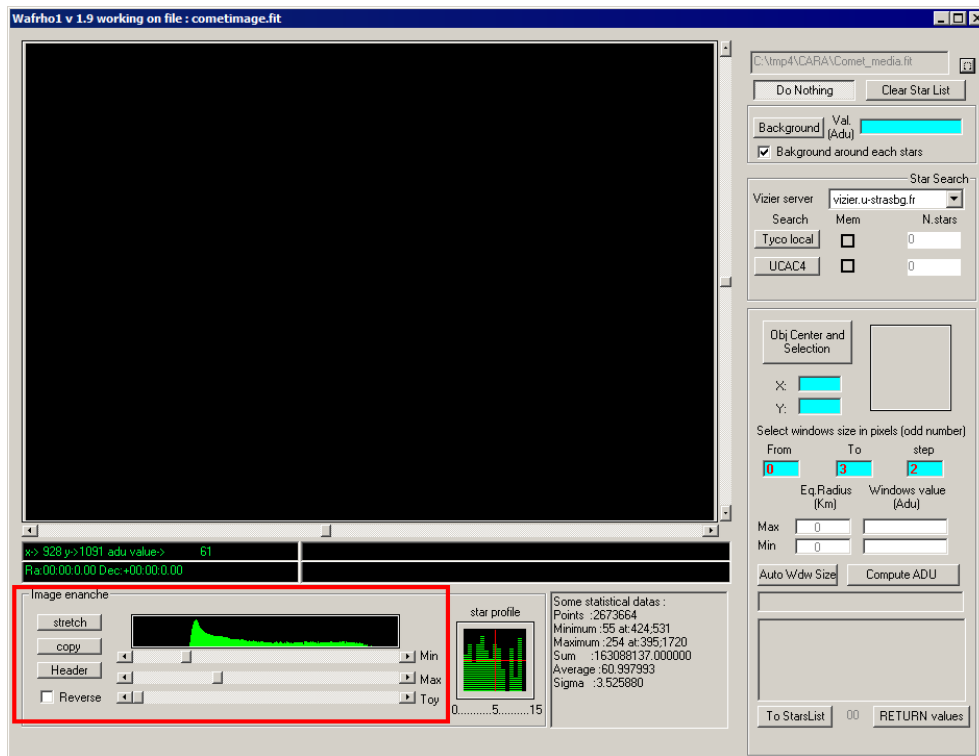 Wafrho1 v 1.9 working on file : cometimage.fit
C:\tmp4\CARA\Comet_media.fit
Do Nothing
Clear Star List
Background
Val. (Adu)
Bakground around each stars
Star Search
Vizier server
vizier.u-strasbg.fr
Search Mem N.stars
Tyco local
0
UCAC4
0
Obj Center and
Selection
X:
Y:
Select windows size in pixels (odd number)
From To step
0 3 2
Eq.Radius (Km)
Windows value (Adu)
Max 0
Min 0
Auto Wdw Size
Compute ADU
To StarsList
00
RETURN values
x-> 928 y->1091 adu value-> 61
Ra:00:00:0.00 Dec:+00:00:0.00
Image enanche
stretch
copy
Header
Reverse
Min
Max
Toy
star profile
0..........5..........15
Some statistical datas :
Points :2673664
Minimum :55 at:424;531
Maximum :254 at:395;1720
Sum :163088137.000000
Average :60.997993
Sigma :3.525880